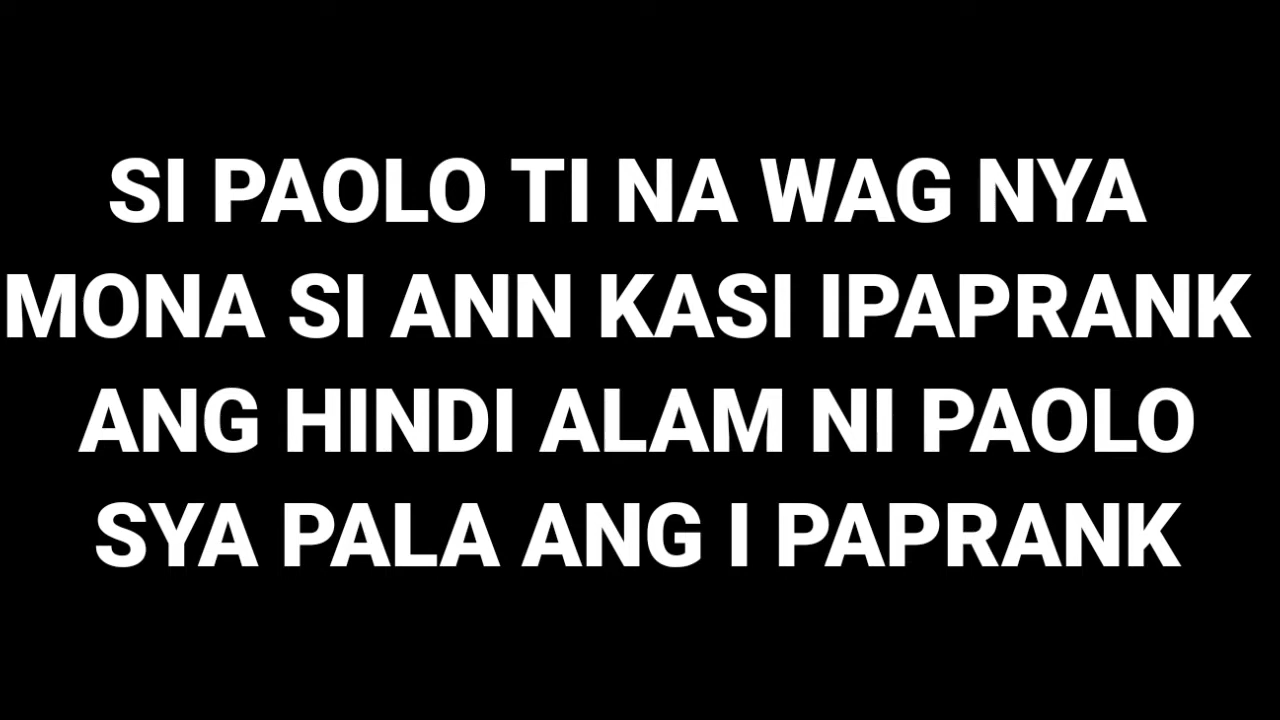 SI PAOLO TI NA WAG NYA
MONA SI ANN KASI IPAPRANK
ANG HINDI ALAM NI PAOLO
SYA PALA ANG I PAPRANK